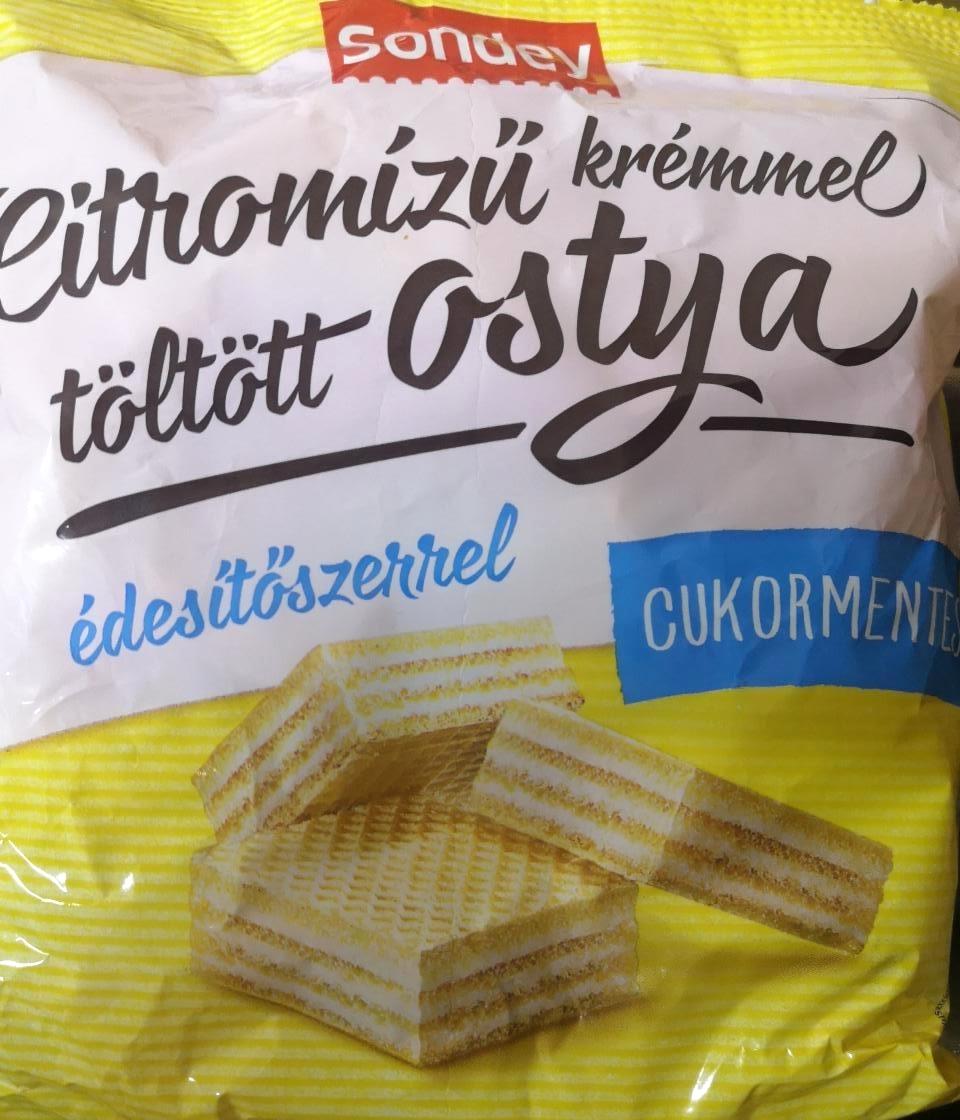 Sondey
Citromízű krémmel
töltött ostya
édesítőszerrel
CUKORMENTES